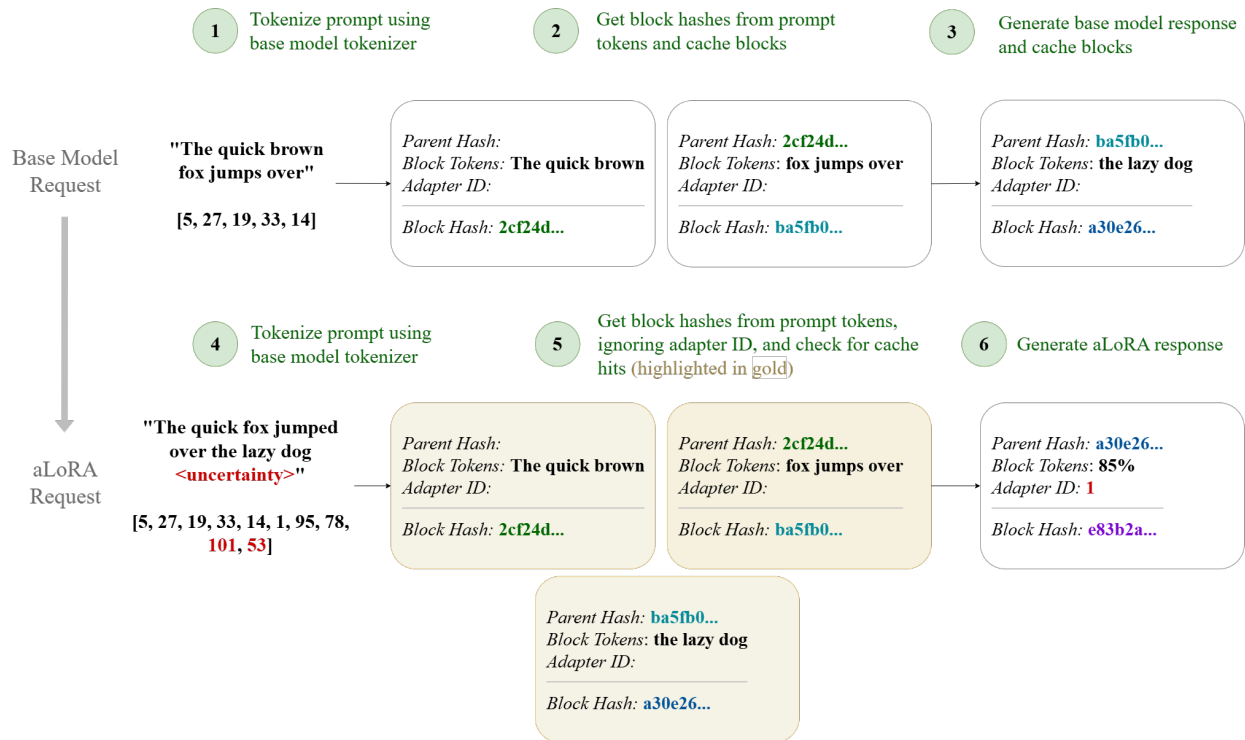 1
Tokenize prompt using
base model tokenizer
2
Get block hashes from prompt
tokens and cache blocks
3
Generate base model response
and cache blocks
Base Model
Request
"The quick brown
fox jumps over"
[5, 27, 19, 33, 14]
Parent Hash:
Block Tokens: The quick brown
Adapter ID:
Block Hash: 2cf24d...
Parent Hash: 2cf24d...
Block Tokens: fox jumps over
Adapter ID:
Block Hash: ba5fb0...
Parent Hash: ba5fb0...
Block Tokens: the lazy dog
Adapter ID:
Block Hash: a30e26...
4
Tokenize prompt using
base model tokenizer
5
Get block hashes from prompt tokens,
ignoring adapter ID, and check for cache
hits (highlighted in gold)
6
Generate aLoRA response
aLoRA
Request
"The quick fox jumped
over the lazy dog
<uncertainty>"
[5, 27, 19, 33, 14, 1, 95, 78,
101, 53]
Parent Hash:
Block Tokens: The quick brown
Adapter ID:
Block Hash: 2cf24d...
Parent Hash: 2cf24d...
Block Tokens: fox jumps over
Adapter ID:
Block Hash: ba5fb0...
Parent Hash: a30e26...
Block Tokens: 85%
Adapter ID: 1
Block Hash: e83b2a...
Parent Hash: ba5fb0...
Block Tokens: the lazy dog
Adapter ID:
Block Hash: a30e26...